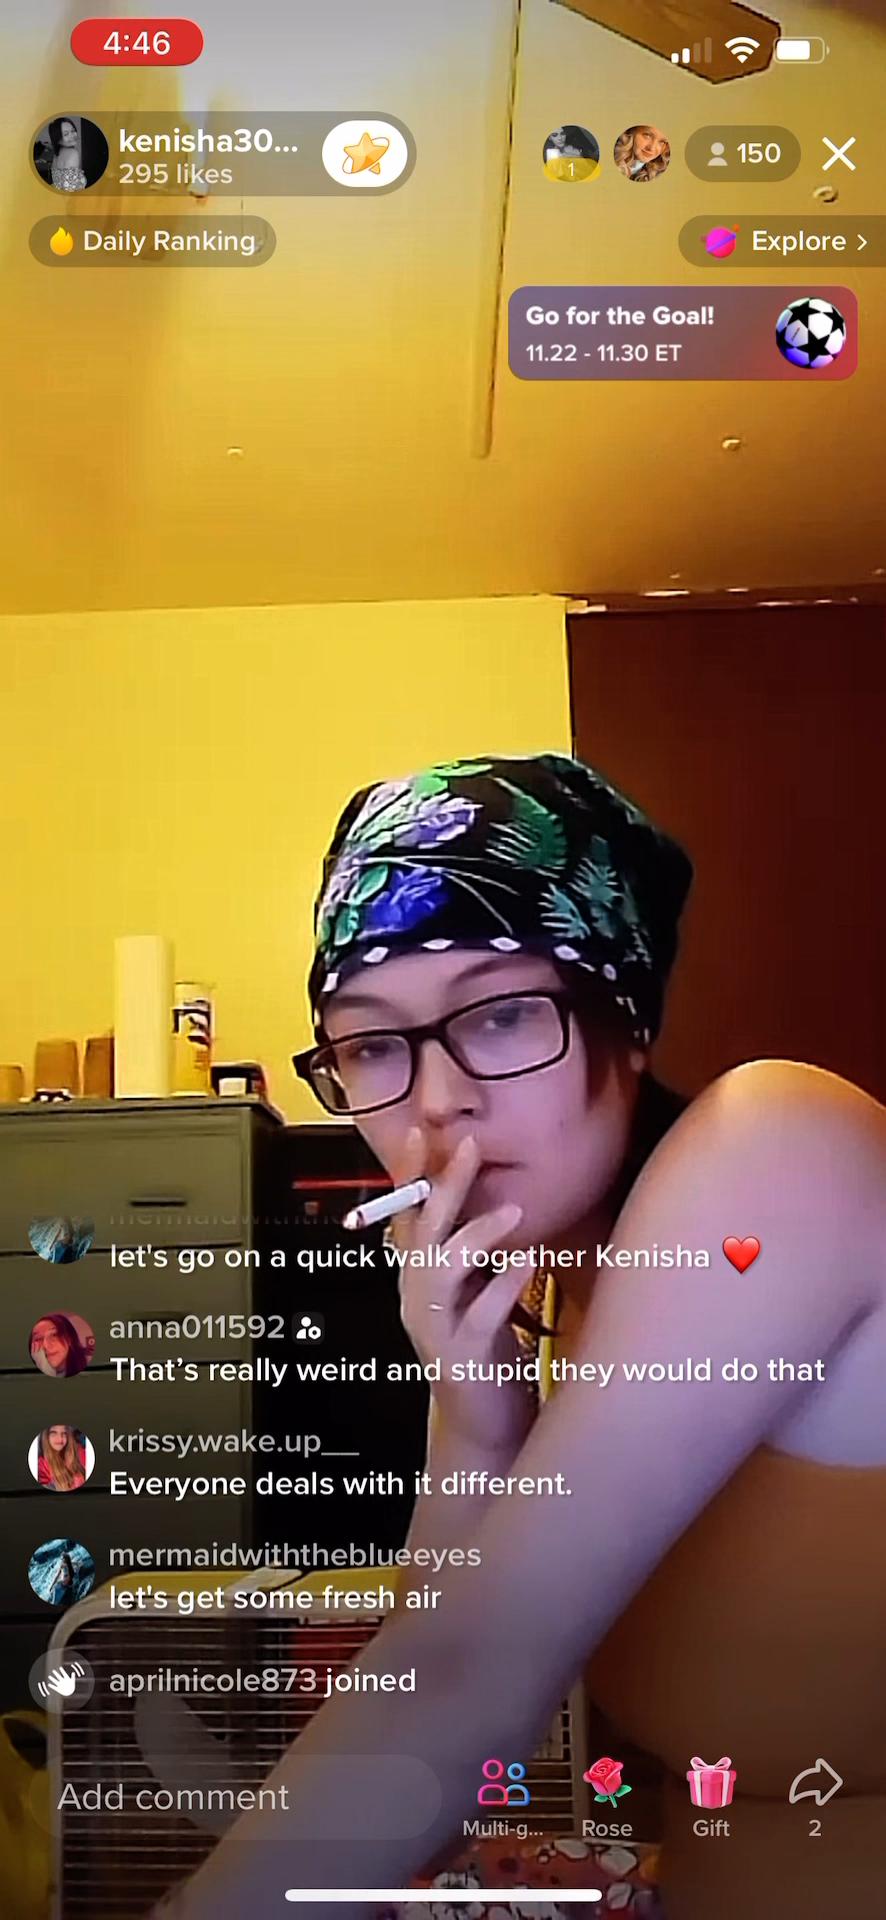 4:46
kenisha30...
295 likes
1
150
Daily Ranking
Explore >
Go for the Goal!
11.22 - 11.30 ET
let's go on a quick walk together Kenisha ❤️
anna011592
That's really weird and stupid they would do that
krissy.wake.up__
Everyone deals with it different.
mermaidwiththeblueeyes
let's get some fresh air
aprilnicole873 joined
Add comment
Multi-g...
Rose
Gift
2